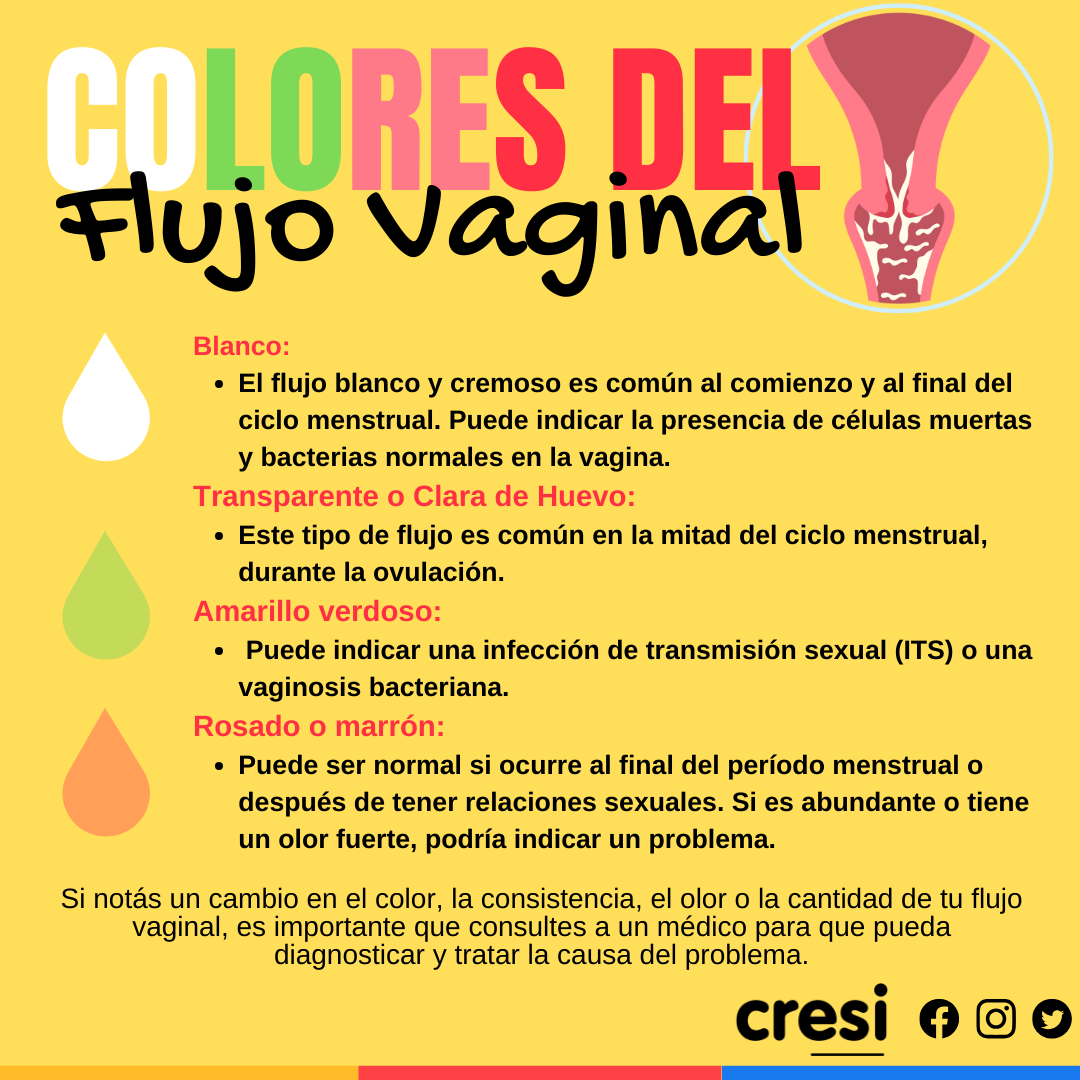 COLORES DEL
Flujo Vaginal
Blanco:
• El flujo blanco y cremoso es común al comienzo y al final del
ciclo menstrual. Puede indicar la presencia de células muertas
y bacterias normales en la vagina.
Transparente o Clara de Huevo:
• Este tipo de flujo es común en la mitad del ciclo menstrual,
durante la ovulación.
Amarillo verdoso:
• Puede indicar una infección de transmisión sexual (ITS) o una
vaginosis bacteriana.
Rosado o marrón:
• Puede ser normal si ocurre al final del período menstrual o
después de tener relaciones sexuales. Si es abundante o tiene
un olor fuerte, podría indicar un problema.
Si notás un cambio en el color, la consistencia, el olor o la cantidad de tu flujo
vaginal, es importante que consultes a un médico para que pueda
diagnosticar y tratar la causa del problema.
cresi